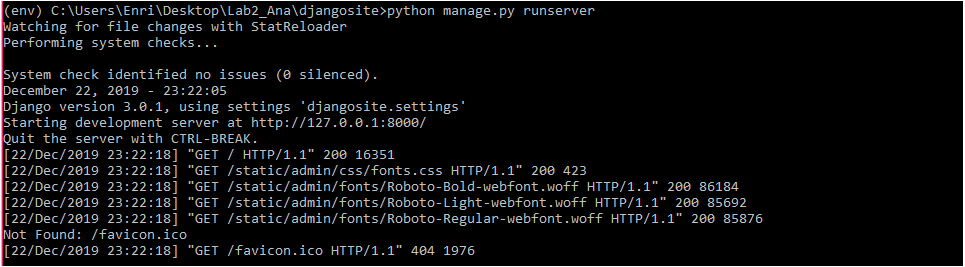 (env) C:\Users\Enri\Desktop\Lab2_Ana\djangosite>python manage.py runserver
Watching for file changes with StatReloader
Performing system checks...
System check identified no issues (0 silenced).
December 22, 2019 - 23:22:05
Django version 3.0.1, using settings 'djangosite.settings'
Starting development server at http://127.0.0.1:8000/
Quit the server with CTRL-BREAK.
[22/Dec/2019 23:22:18] "GET / HTTP/1.1" 200 16351
[22/Dec/2019 23:22:18] "GET /static/admin/css/fonts.css HTTP/1.1" 200 423
[22/Dec/2019 23:22:18] "GET /static/admin/fonts/Roboto-Bold-webfont.woff HTTP/1.1" 200 86184
[22/Dec/2019 23:22:18] "GET /static/admin/fonts/Roboto-Light-webfont.woff HTTP/1.1" 200 85692
[22/Dec/2019 23:22:18] "GET /static/admin/fonts/Roboto-Regular-webfont.woff HTTP/1.1" 200 85876
Not Found: /favicon.ico
[22/Dec/2019 23:22:18] "GET /favicon.ico HTTP/1.1" 404 1976